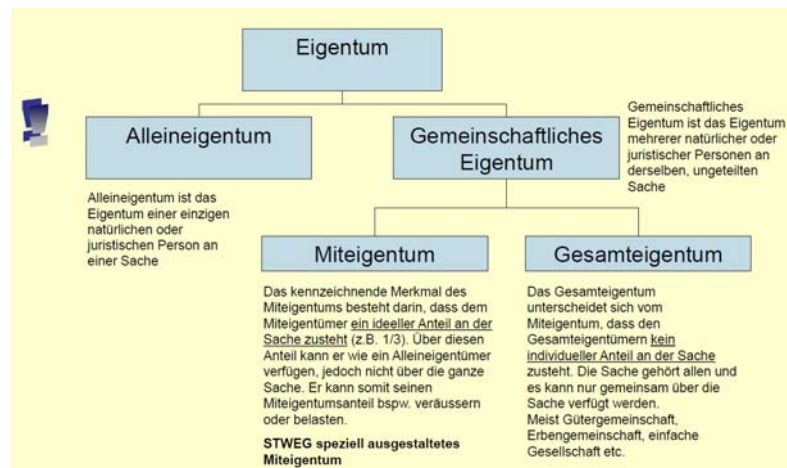 Eigentum
Alleineigentum
Gemeinschaftliches
Eigentum
Gemeinschaftliches
Eigentum ist das Eigentum
mehrerer natürlicher oder
juristischer Personen an
derselben, ungeteilten
Sache
Alleineigentum ist das
Eigentum einer einzigen
natürlichen oder
juristischen Person an
einer Sache
Miteigentum
Das kennzeichnende Merkmal des
Miteigentums besteht darin, dass dem
Miteigentümer ein ideeller Anteil an der
Sache zusteht (z.B. 1/3). Über diesen
Anteil kann er wie ein Alleineigentümer
verfügen, jedoch nicht über die ganze
Sache. Er kann somit seinen
Miteigentumsanteil bspw. veräussern
oder belasten.
STWEG speziell ausgestaltetes
Miteigentum
Gesamteigentum
Das Gesamteigentum
unterscheidet sich vom
Miteigentum, dass den
Gesamteigentümern kein
individueller Anteil an der Sache
zusteht. Die Sache gehört allen und
es kann nur gemeinsam über die
Sache verfügt werden.
Meist Gütergemeinschaft,
Erbengemeinschaft, einfache
Gesellschaft etc.